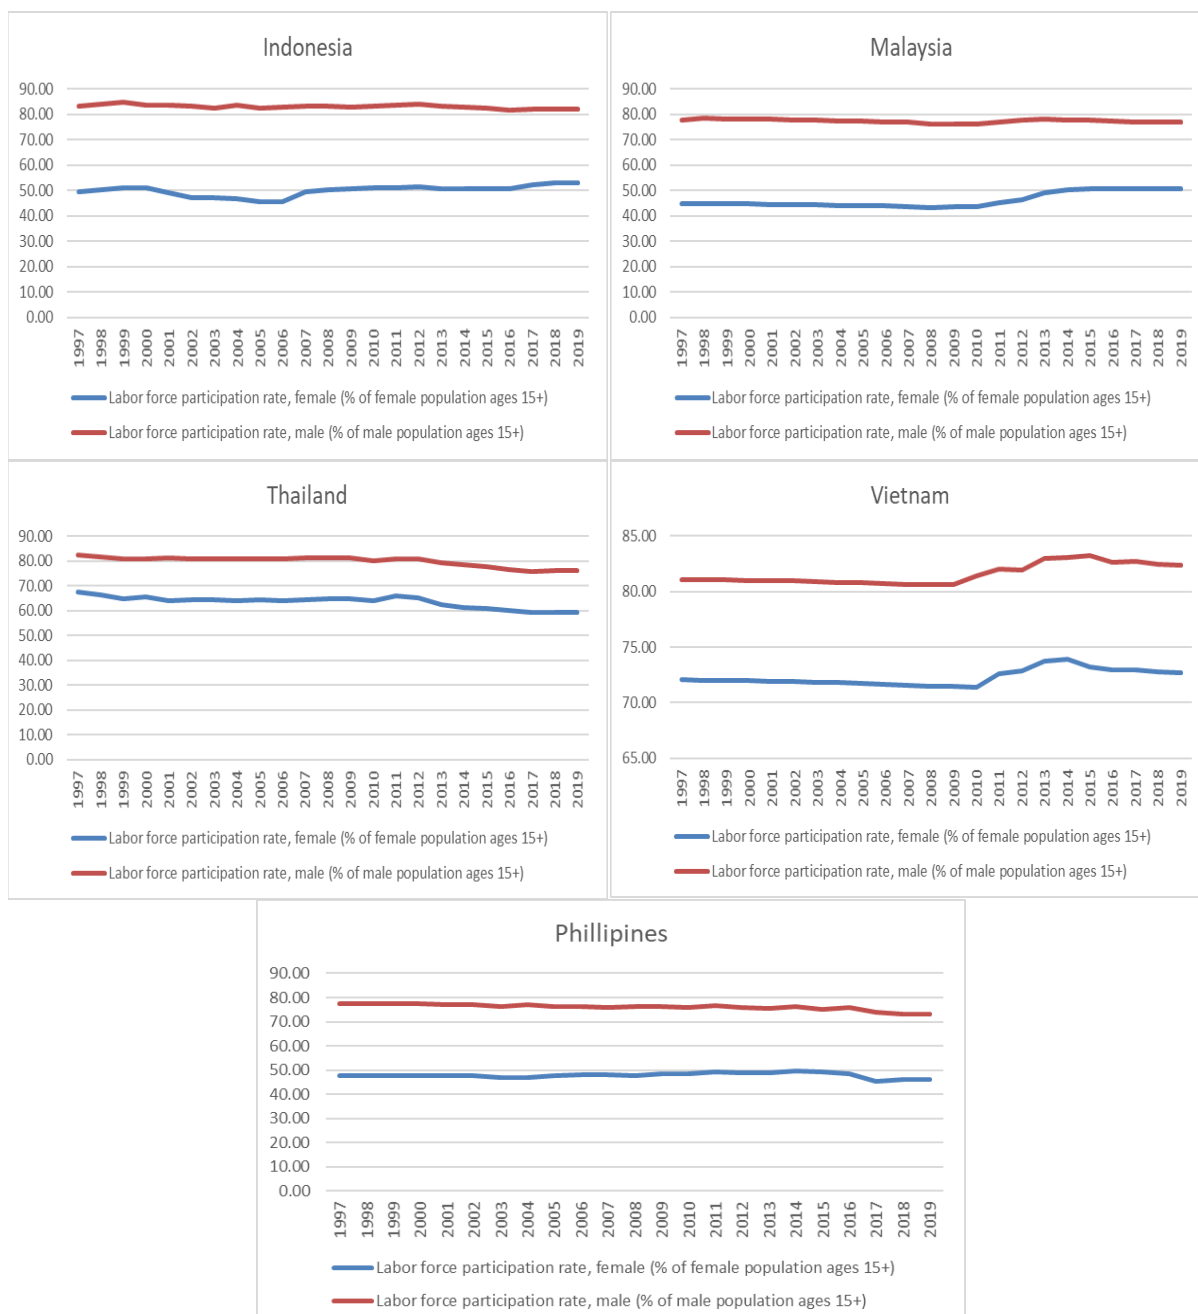 Indonesia
90.00
80.00
70.00
60.00
50.00
40.00
30.00
20.00
10.00
0.00
1997 1998 1999 2000 2001 2002 2003 2004 2005 2006 2007 2008 2009 2010 2011 2012 2013 2014 2015 2016 2017 2018 2019
Labor force participation rate, female (% of female population ages 15+)
Labor force participation rate, male (% of male population ages 15+)
Malaysia
90.00
80.00
70.00
60.00
50.00
40.00
30.00
20.00
10.00
0.00
1997 1998 1999 2000 2001 2002 2003 2004 2005 2006 2007 2008 2009 2010 2011 2012 2013 2014 2015 2016 2017 2018 2019
Labor force participation rate, female (% of female population ages 15+)
Labor force participation rate, male (% of male population ages 15+)
Thailand
90.00
80.00
70.00
60.00
50.00
40.00
30.00
20.00
10.00
0.00
1997 1998 1999 2000 2001 2002 2003 2004 2005 2006 2007 2008 2009 2010 2011 2012 2013 2014 2015 2016 2017 2018 2019
Labor force participation rate, female (% of female population ages 15+)
Labor force participation rate, male (% of male population ages 15+)
Vietnam
85.00
80.00
75.00
70.00
65.00
1997 1998 1999 2000 2001 2002 2003 2004 2005 2006 2007 2008 2009 2010 2011 2012 2013 2014 2015 2016 2017 2018 2019
Labor force participation rate, female (% of female population ages 15+)
Labor force participation rate, male (% of male population ages 15+)
Phillipines
90.00
80.00
70.00
60.00
50.00
40.00
30.00
20.00
10.00
0.00
1997 1998 1999 2000 2001 2002 2003 2004 2005 2006 2007 2008 2009 2010 2011 2012 2013 2014 2015 2016 2017 2018 2019
Labor force participation rate, female (% of female population ages 15+)
Labor force participation rate, male (% of male population ages 15+)